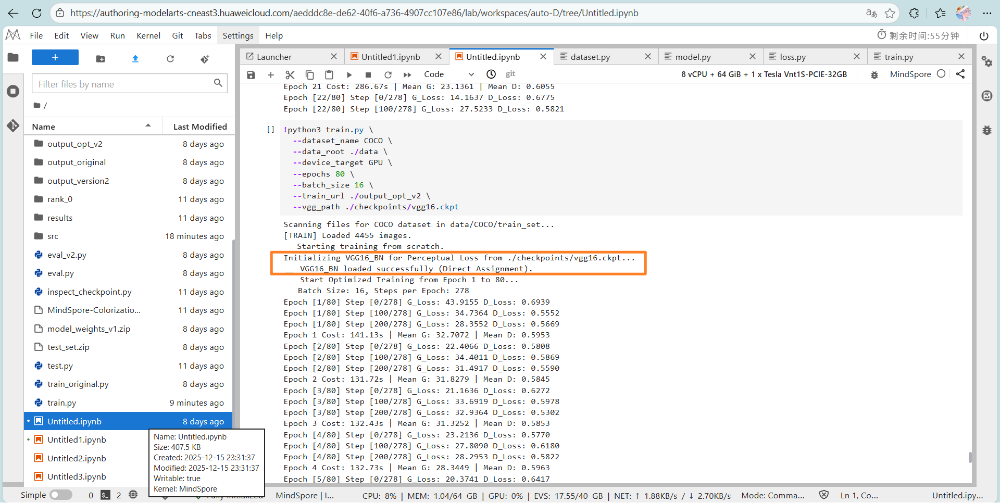 https://authoring-modelarts-cneast3.huaweicloud.com/aedddc8e-de62-40f6-a736-4907cc107e86/lab/workspaces/auto-D/tree/Untitled.ipynb
File Edit View Run Kernel Git Tabs Settings Help
剩余时间:55分钟
Launcher
Untitled1.ipynb
Untitled.ipynb
dataset.py
model.py
loss.py
train.py
Code
git
8 vCPU + 64 GiB + 1 x Tesla Vnt1S-PCIE-32GB
MindSpore
Filter files by name
/
Name Last Modified
output_opt_v2 8 days ago
output_original 8 days ago
output_version2 8 days ago
rank_0 11 days ago
results 11 days ago
src 18 minutes ago
eval_v2.py 8 days ago
eval.py 8 days ago
inspect_checkpoint.py 11 days ago
MindSpore-Colorizatio... 11 days ago
model_weights_v1.zip 8 days ago
test_set.zip 8 days ago
test.py 11 days ago
train_original.py 8 days ago
train.py 9 minutes ago
Untitled.ipynb 8 days ago
Untitled1.ipynb
Untitled2.ipynb
Untitled3.ipynb
Name: Untitled.ipynb
Size: 407.5 KB
Created: 2025-12-15 23:31:37
Modified: 2025-12-15 23:31:37
Writable: true
Kernel: MindSpore
Epoch 21 Cost: 286.67s | Mean G: 23.1361 | Mean D: 0.6055
Epoch [22/80] Step [0/278] G_Loss: 14.1637 D_Loss: 0.6775
Epoch [22/80] Step [100/278] G_Loss: 27.5233 D_Loss: 0.5821
[] !python3 train.py \
--dataset_name COCO \
--data_root ./data \
--device_target GPU \
--epochs 80 \
--batch_size 16 \
--train_url ./output_opt_v2 \
--vgg_path ./checkpoints/vgg16.ckpt
Scanning files for COCO dataset in data/COCO/train_set...
[TRAIN] Loaded 4455 images.
Starting training from scratch.
Initializing VGG16_BN for Perceptual Loss from ./checkpoints/vgg16.ckpt...
VGG16_BN loaded successfully (Direct Assignment).
Start Optimized Training from Epoch 1 to 80...
Batch Size: 16, Steps per Epoch: 278
Epoch [1/80] Step [0/278] G_Loss: 43.9155 D_Loss: 0.6939
Epoch [1/80] Step [100/278] G_Loss: 34.7364 D_Loss: 0.5552
Epoch [1/80] Step [200/278] G_Loss: 28.3552 D_Loss: 0.5669
Epoch 1 Cost: 141.13s | Mean G: 32.7072 | Mean D: 0.5953
Epoch [2/80] Step [0/278] G_Loss: 22.4066 D_Loss: 0.5808
Epoch [2/80] Step [100/278] G_Loss: 34.4011 D_Loss: 0.5869
Epoch [2/80] Step [200/278] G_Loss: 31.4917 D_Loss: 0.5590
Epoch 2 Cost: 131.72s | Mean G: 31.8279 | Mean D: 0.5845
Epoch [3/80] Step [0/278] G_Loss: 21.1636 D_Loss: 0.6272
Epoch [3/80] Step [100/278] G_Loss: 33.6919 D_Loss: 0.5978
Epoch [3/80] Step [200/278] G_Loss: 32.9364 D_Loss: 0.5302
Epoch 3 Cost: 132.43s | Mean G: 31.3252 | Mean D: 0.5853
Epoch [4/80] Step [0/278] G_Loss: 23.2136 D_Loss: 0.5770
Epoch [4/80] Step [100/278] G_Loss: 27.8090 D_Loss: 0.6180
Epoch [4/80] Step [200/278] G_Loss: 28.2953 D_Loss: 0.5822
Epoch 4 Cost: 132.73s | Mean G: 28.3449 | Mean D: 0.5963
Epoch [5/80] Step [0/278] G_Loss: 20.3741 D_Loss: 0.6417
Simple 0 2
MindSpore | I...
CPU: 8% | MEM: 1.04/64 GB | GPU: 0% | EVS: 17.55/40 GB | NET: ↑ 1.88KB/s / ↓ 2.70KB/s
Mode: Comma...
Ln 1, Co...
Untitled.ipy...